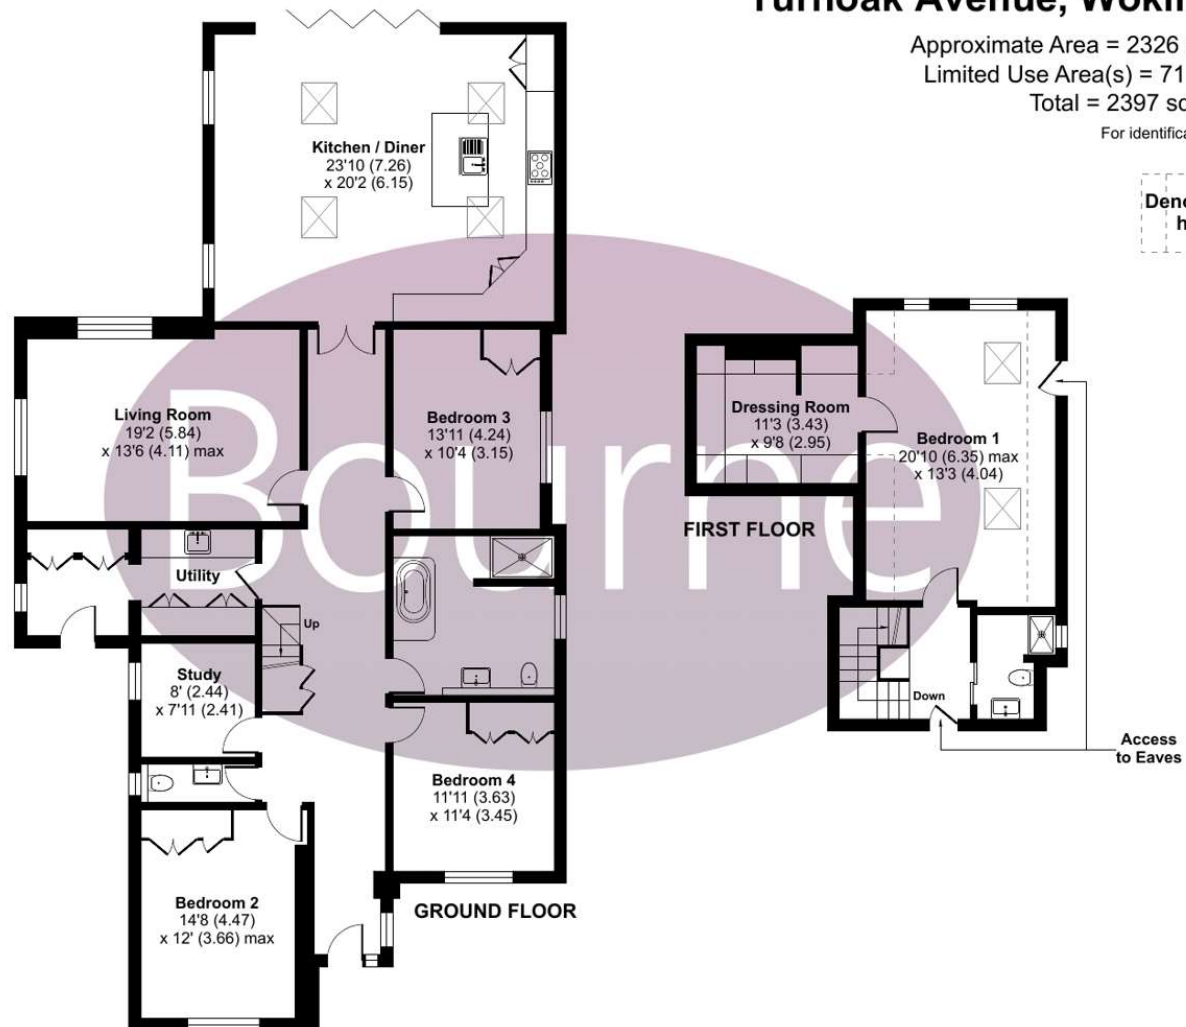 Approximate Area = 2326
Limited Use Area(s) = 71
Total = 2397
For
Kitchen / Diner
23'10 (7.26)
x 20'2 (6.15)
Living Room
19'2 (5.84)
x 13'6 (4.11) max
Bedroom 3
13'11 (4.24)
x 10'4 (3.15)
Dressing Room
11'3 (3.43)
x 9'8 (2.95)
Bedroom 1
20'10 (6.35) max
x 13'3 (4.04)
Bourne
FIRST FLOOR
Utility
Up
Study
8' (2.44)
x 7'11 (2.41)
Down
Access
to Eaves
Bedroom 4
11'11 (3.63)
x 11'4 (3.45)
Bedroom 2
14'8 (4.47)
x 12' (3.66) max
GROUND FLOOR